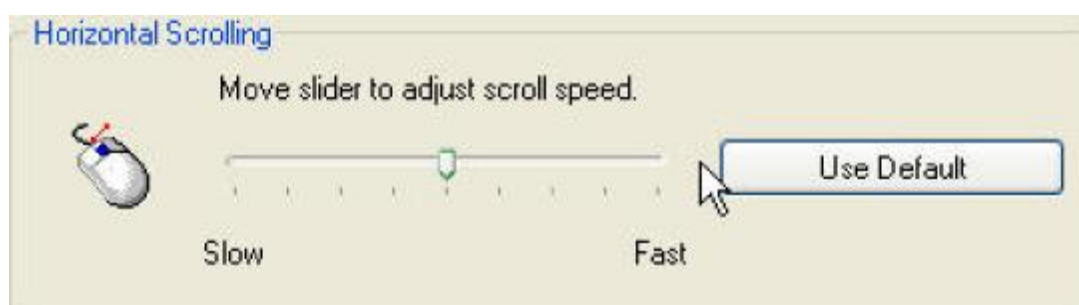 Horizontal Scrolling
Move slider to adjust scroll speed.
Use Default
Slow Fast